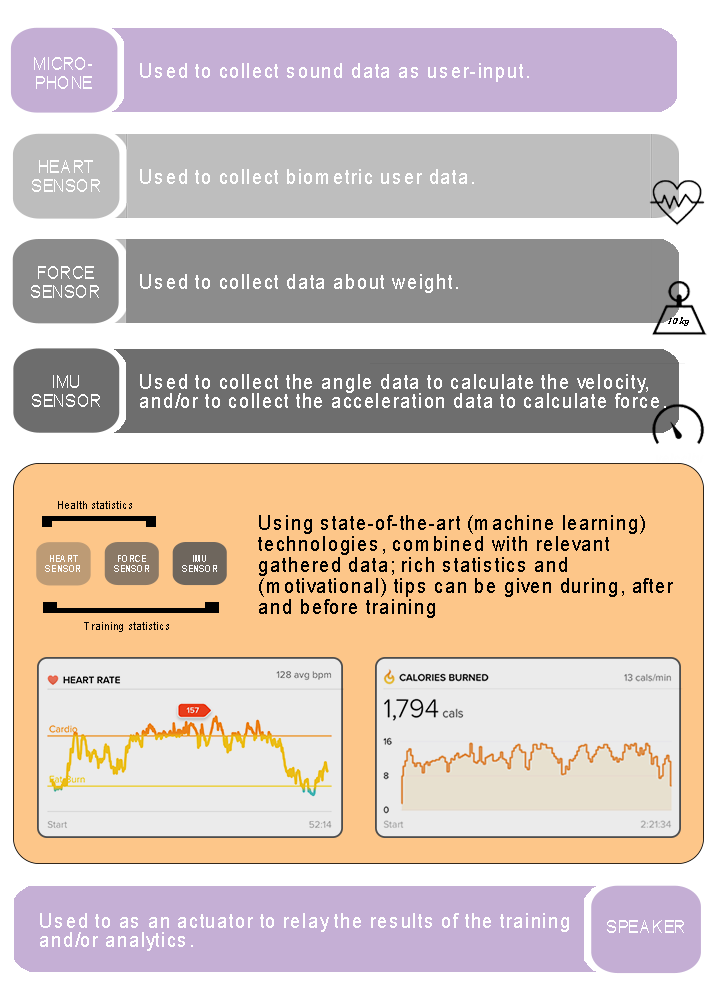 MICRO-
PHONE
Used to collect sound data as user-input.
HEART
SENSOR
Used to collect biometric user data.
FORCE
SENSOR
Used to collect data about weight.
10 kg
IMU
SENSOR
Used to collect the angle data to calculate the velocity,
and/or to collect the acceleration data to calculate force.
Health statistics
HEART
SENSOR
FORCE
SENSOR
IMU
SENSOR
Training statistics
Using state-of-the-art (machine learning)
technologies, combined with relevant
gathered data; rich statistics and
(motivational) tips can be given during, after
and before training
HEART RATE
128 avg bpm
157
Cardio
Fat Burn
Start
52:14
CALORIES BURNED
13 cals/min
1,794 cals
16
8
0
Start
2:21:34
Used to as an actuator to relay the results of the training
and/or analytics.
SPEAKER